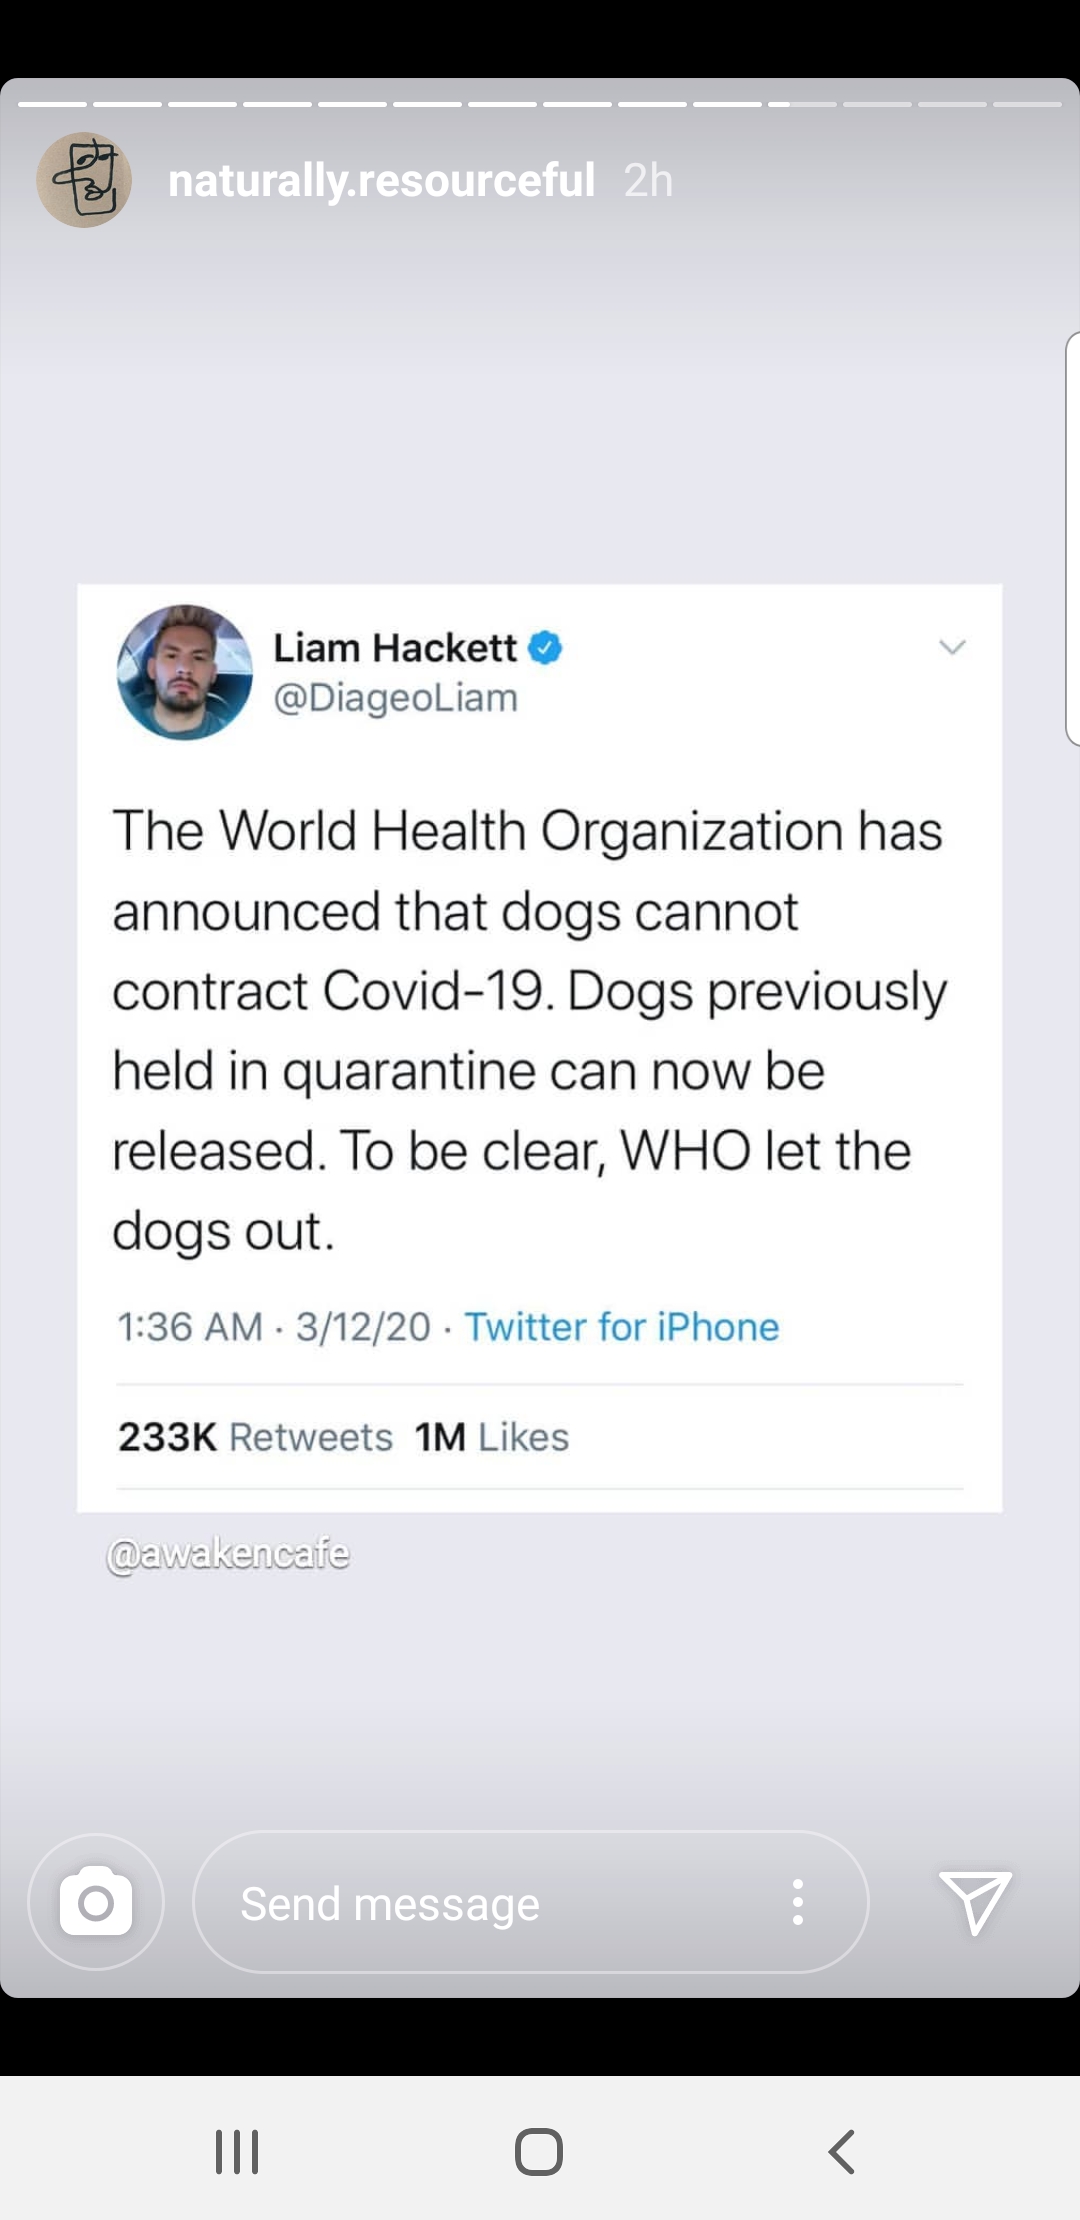 naturally.resourceful 2h
Liam Hackett
@DiageoLiam
The World Health Organization has
announced that dogs cannot
contract Covid-19. Dogs previously
held in quarantine can now be
released. To be clear, WHO let the
dogs out.
1:36 AM · 3/12/20 · Twitter for iPhone
233K Retweets 1M Likes
@awakencafe
Send message